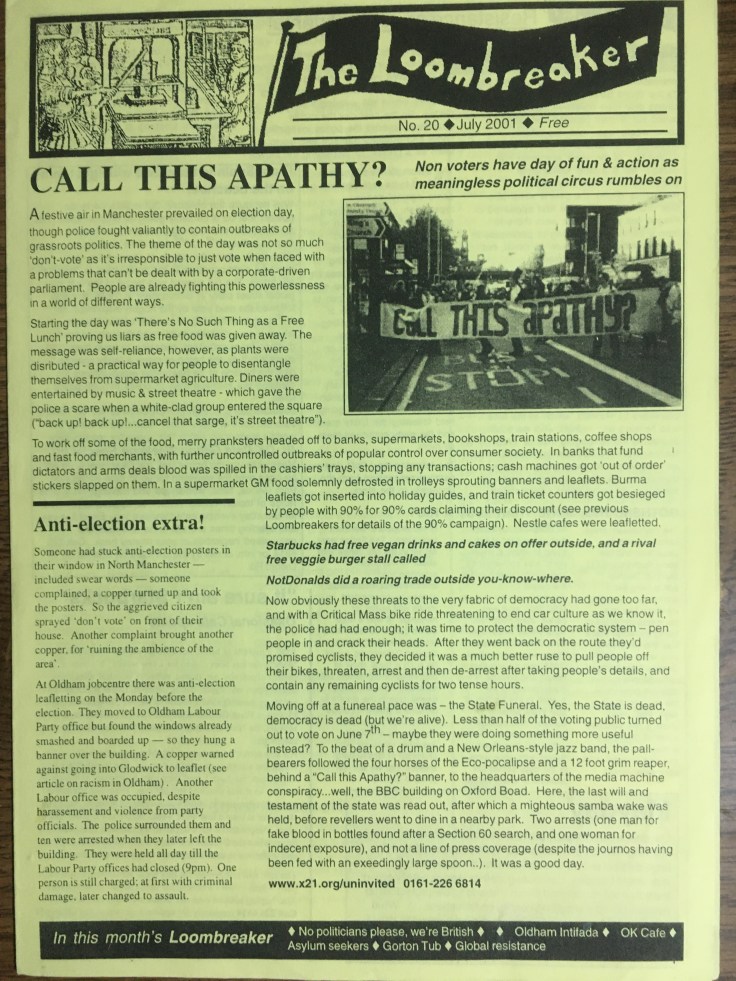 The Loombreaker
No. 20 ◆ July 2001 ◆ Free
CALL THIS APATHY?
Non voters have day of fun & action as
meaningless political circus rumbles on
A festive air in Manchester prevailed on election day,
though police fought valiantly to contain outbreaks of
grassroots politics. The theme of the day was not so much
'don't-vote' as it's irresponsible to just vote when faced with
a problems that can't be dealt with by a corporate-driven
parliament. People are already fighting this powerlessness
in a world of different ways.
Starting the day was 'There's No Such Thing as a Free
Lunch' proving us liars as free food was given away. The
message was self-reliance, however, as plants were
disributed - a practical way for people to disentangle
themselves from supermarket agriculture. Diners were
entertained by music & street theatre - which gave the
police a scare when a white-clad group entered the square
("back up! back up!...cancel that sarge, it's street theatre").
CALL THIS APATHY?
BUS
STOP
To work off some of the food, merry pranksters headed off to banks, supermarkets, bookshops, train stations, coffee shops
and fast food merchants, with further uncontrolled outbreaks of popular control over consumer society. In banks that fund
dictators and arms deals blood was spilled in the cashiers' trays, stopping any transactions; cash machines got 'out of order'
stickers slapped on them. In a supermarket GM food solemnly defrosted in trolleys sprouting banners and leaflets. Burma
leaflets got inserted into holiday guides, and train ticket counters got besieged
by people with 90% for 90% cards claiming their discount (see previous
Loombreakers for details of the 90% campaign). Nestle cafes were leafletted.
Starbucks had free vegan drinks and cakes on offer outside, and a rival
free veggie burger stall called
NotDonalds did a roaring trade outside you-know-where.
Now obviously these threats to the very fabric of democracy had gone too far,
and with a Critical Mass bike ride threatening to end car culture as we know it,
the police had had enough; it was time to protect the democratic system – pen
people in and crack their heads. After they went back on the route they'd
promised cyclists, they decided it was a much better ruse to pull people off
their bikes, threaten, arrest and then de-arrest after taking people's details, and
contain any remaining cyclists for two tense hours.
Moving off at a funereal pace was – the State Funeral. Yes, the State is dead,
democracy is dead (but we're alive). Less than half of the voting public turned
out to vote on June 7th – maybe they were doing something more useful
instead? To the beat of a drum and a New Orleans-style jazz band, the pall-
bearers followed the four horses of the Eco-pocalipse and a 12 foot grim reaper,
behind a "Call this Apathy?" banner, to the headquarters of the media machine
conspiracy...well, the BBC building on Oxford Boad. Here, the last will and
testament of the state was read out, after which a mighteous samba wake was
held, before revellers went to dine in a nearby park. Two arrests (one man for
fake blood in bottles found after a Section 60 search, and one woman for
indecent exposure), and not a line of press coverage (despite the journos having
been fed with an exeedingly large spoon..). It was a good day.
www.x21.org/uninvited 0161-226 6814
Anti-election extra!
Someone had stuck anti-election posters in
their window in North Manchester —
included swear words — someone
complained, a copper turned up and took
the posters. So the aggrieved citizen
sprayed 'don't vote' on front of their
house. Another complaint brought another
copper, for 'ruining the ambience of the
area'.
At Oldham jobcentre there was anti-election
leafletting on the Monday before the
election. They moved to Oldham Labour
Party office but found the windows already
smashed and boarded up — so they hung a
banner over the building. A copper warned
against going into Glodwick to leaflet (see
article on racism in Oldham) . Another
Labour office was occupied, despite
harassement and violence from party
officials. The police surrounded them and
ten were arrested when they later left the
building. They were held all day till the
Labour Party offices had closed (9pm). One
person is still charged; at first with criminal
damage, later changed to assault.
In this month's Loombreaker
◆ No politicians please, we're British ◆ ◆ Oldham Intifada ◆ OK Cafe ◆
Asylum seekers ◆ Gorton Tub ◆ Global resistance